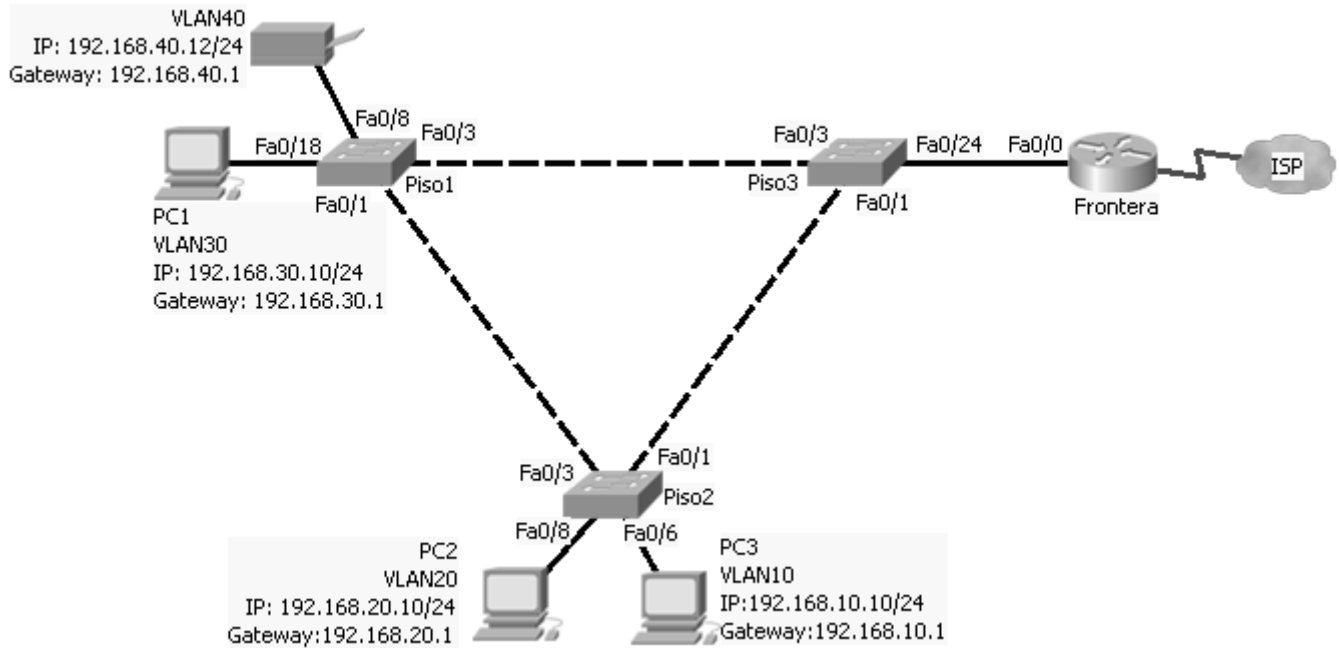 VLAN40
IP: 192.168.40.12/24
Gateway: 192.168.40.1
Fa0/8
Fa0/3
Fa0/18
Piso1
Fa0/1
PC1
VLAN30
IP: 192.168.30.10/24
Gateway: 192.168.30.1
Fa0/3
Fa0/24
Fa0/0
ISP
Piso3
Fa0/1
Frontera
Fa0/3
Fa0/1
Piso2
Fa0/8
Fa0/6
PC2
VLAN20
IP: 192.168.20.10/24
Gateway:192.168.20.1
PC3
VLAN10
IP:192.168.10.10/24
Gateway:192.168.10.1